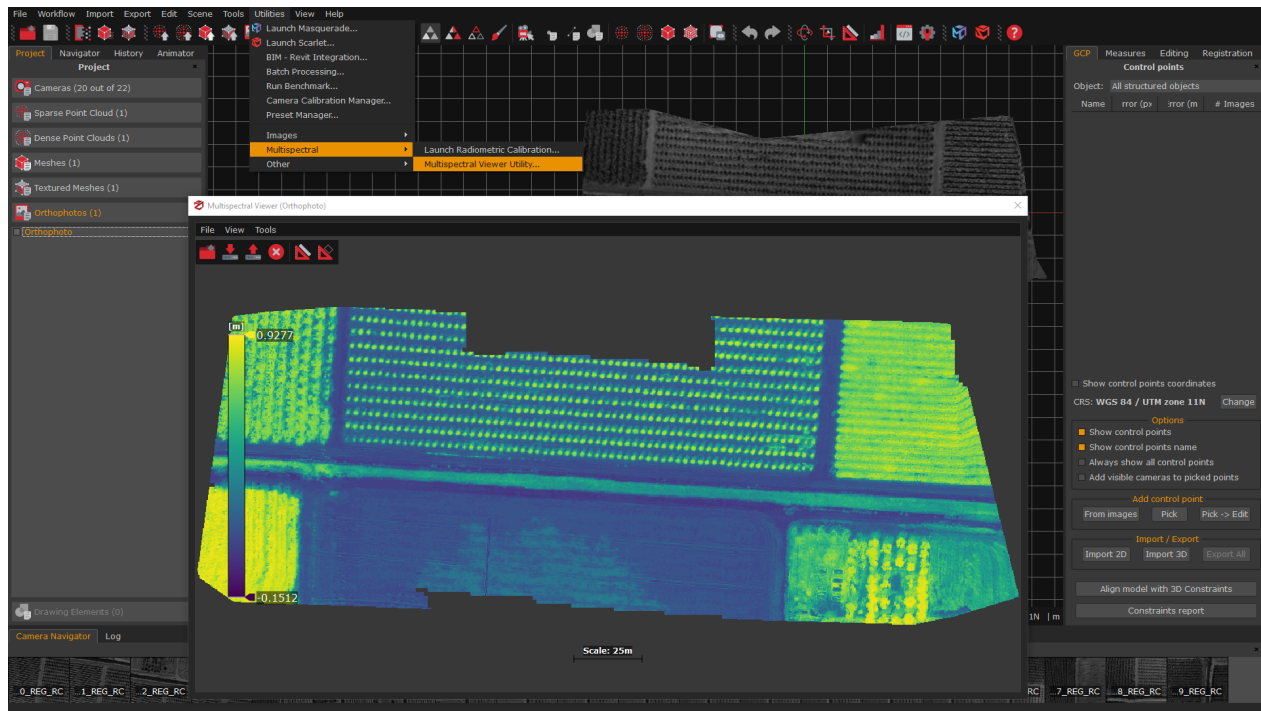 File Workflow Import Export Edit Scene Tools Utilities View Help
Launch Masquerade...
Launch Scarlet...
BIM - Revit Integration...
Batch Processing...
Run Benchmark...
Camera Calibration Manager...
Preset Manager...
Images
Multispectral
Other
Launch Radiometric Calibration...
Multispectral Viewer Utility...
Project Navigator History Animator
Project
Cameras (20 out of 22)
Sparse Point Cloud (1)
Dense Point Clouds (1)
Meshes (1)
Textured Meshes (1)
Orthophotos (1)
Orthophoto
Drawing Elements (0)
Multispectral Viewer (Orthophoto)
File View Tools
[m]
0.9277
-0.1512
Scale: 25m
GCP Measures Editing Registration
Control points
Object: All structured objects
Name rror (px :rror (m # Images
Show control points coordinates
CRS: WGS 84 / UTM zone 11N Change
Options
Show control points
Show control points name
Always show all control points
Add visible cameras to picked points
Add control point
From images Pick Pick -> Edit
Import / Export
Import 2D Import 3D Export All
Align model with 3D Constraints
Constraints report
1N | m
Camera Navigator Log
...0_REG_RC ...1_REG_RC ...2_REG_RC RC ...7_REG_RC ...8_REG_RC ...9_REG_RC